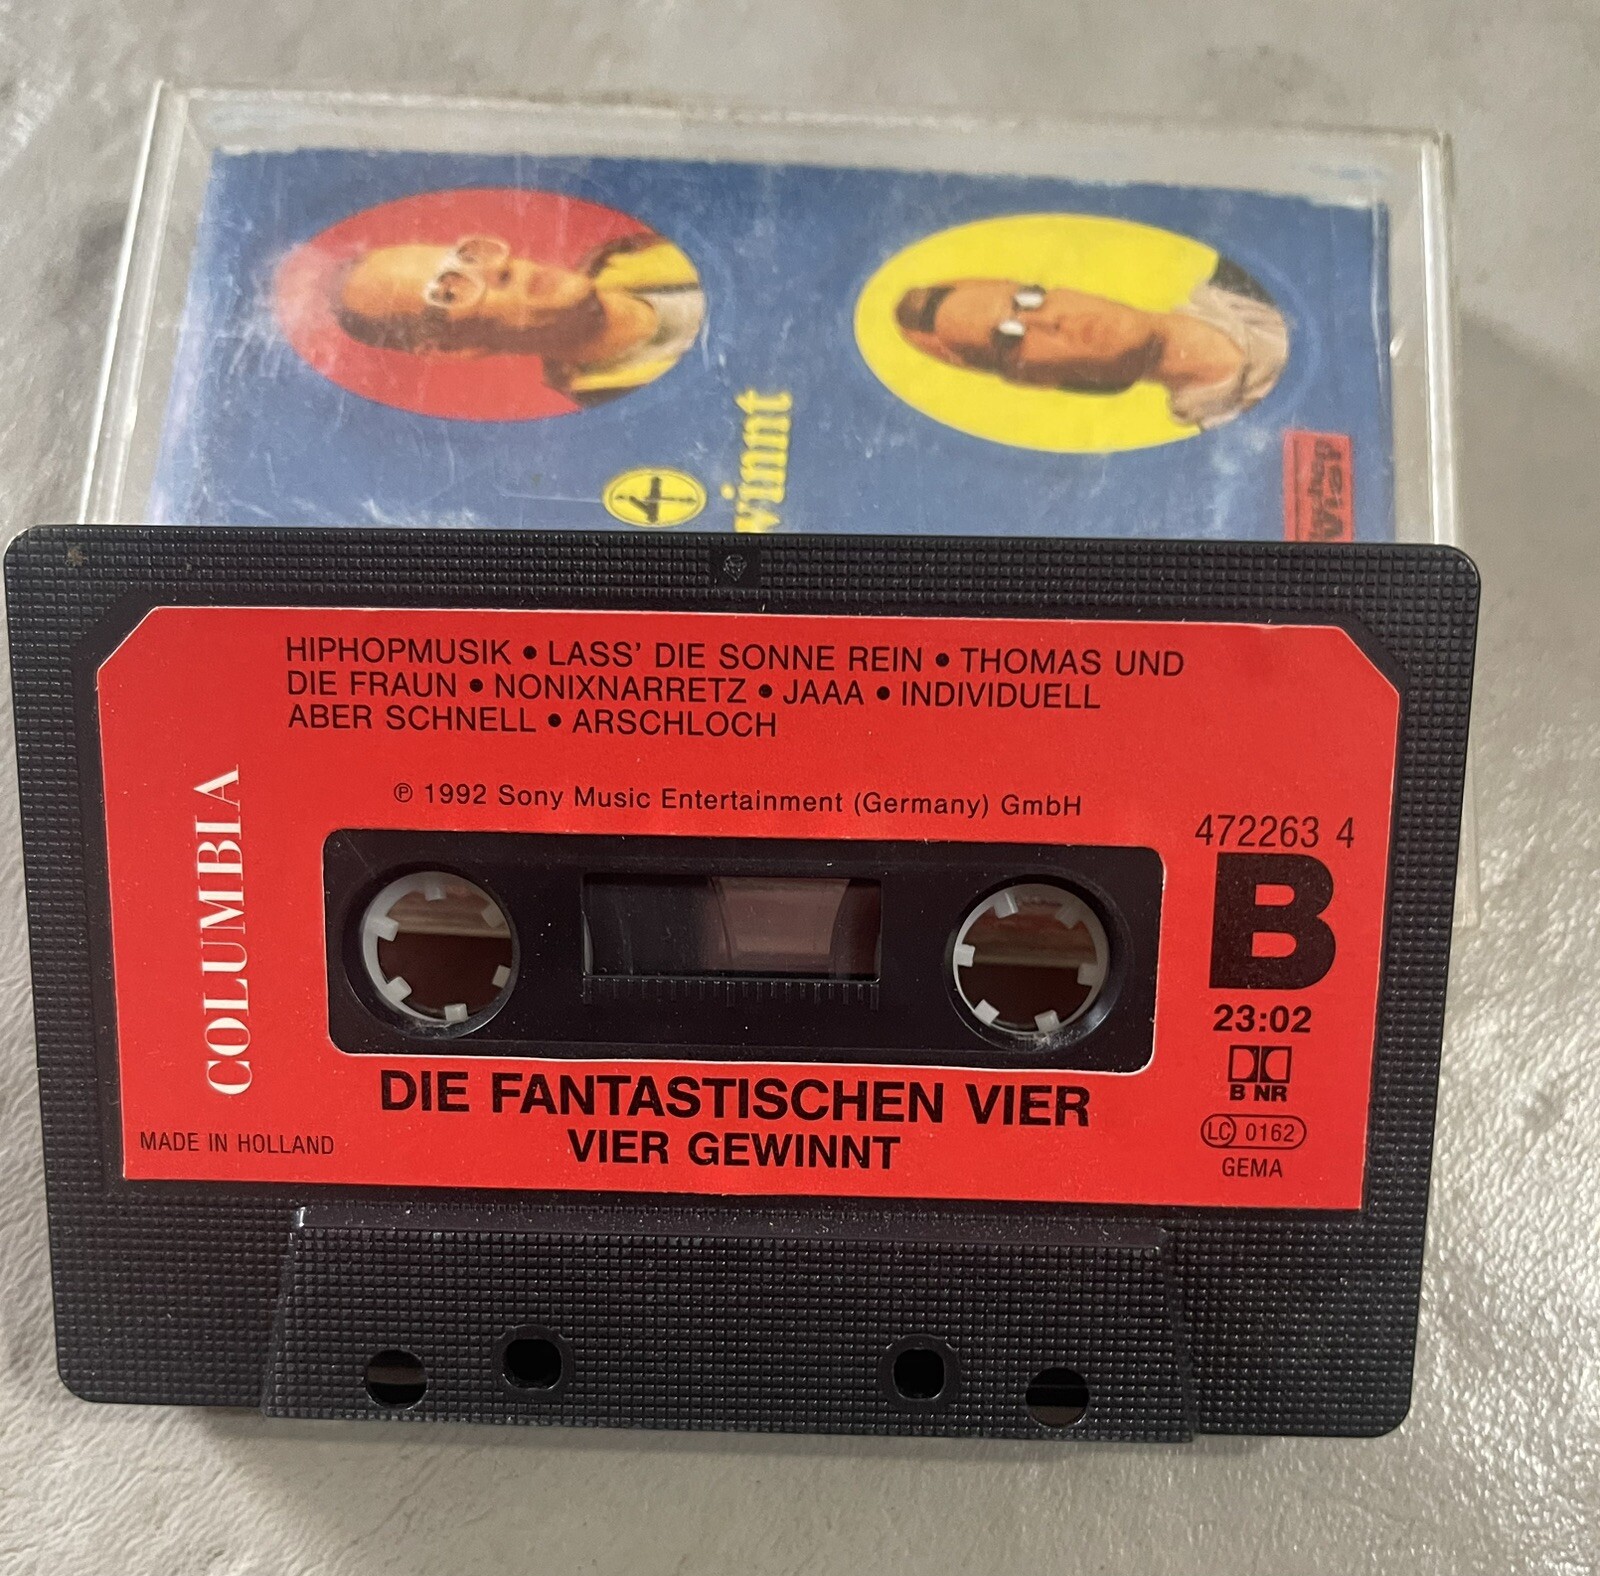 4
winnt
HIPHOPMUSIK • LASS' DIE SONNE REIN • THOMAS UND
DIE FRAUN • NONIXNARRETZ • JAAA • INDIVIDUELL
ABER SCHNELL • ARSCHLOCH
℗ 1992 Sony Music Entertainment (Germany) GmbH
COLUMBIA
472263 4
B
23:02
B NR
LC 0162
GEMA
DIE FANTASTISCHEN VIER
VIER GEWINNT
MADE IN HOLLAND